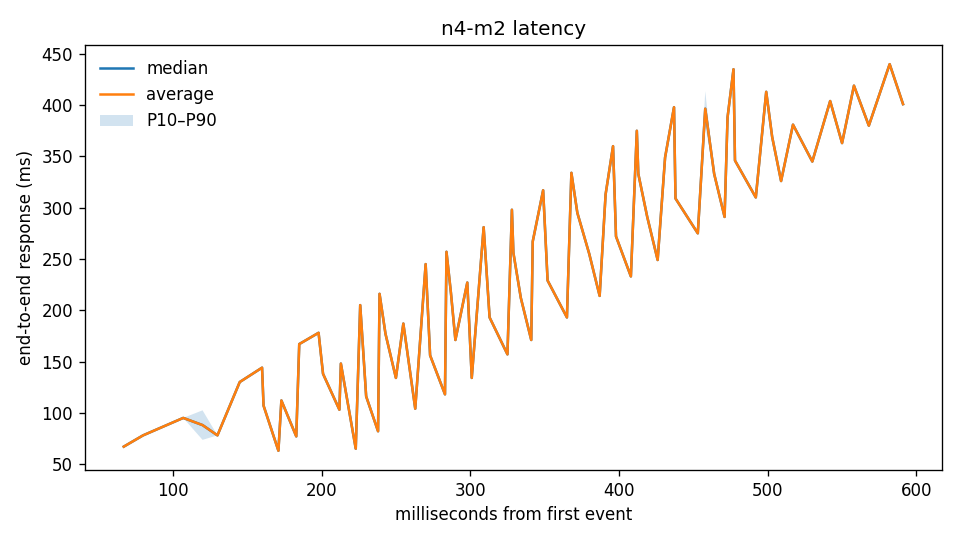 n4-m2 latency
median
average
P10–P90
end-to-end response (ms)
450
400
350
300
250
200
150
100
50
100 200 300 400 500 600
milliseconds from first event